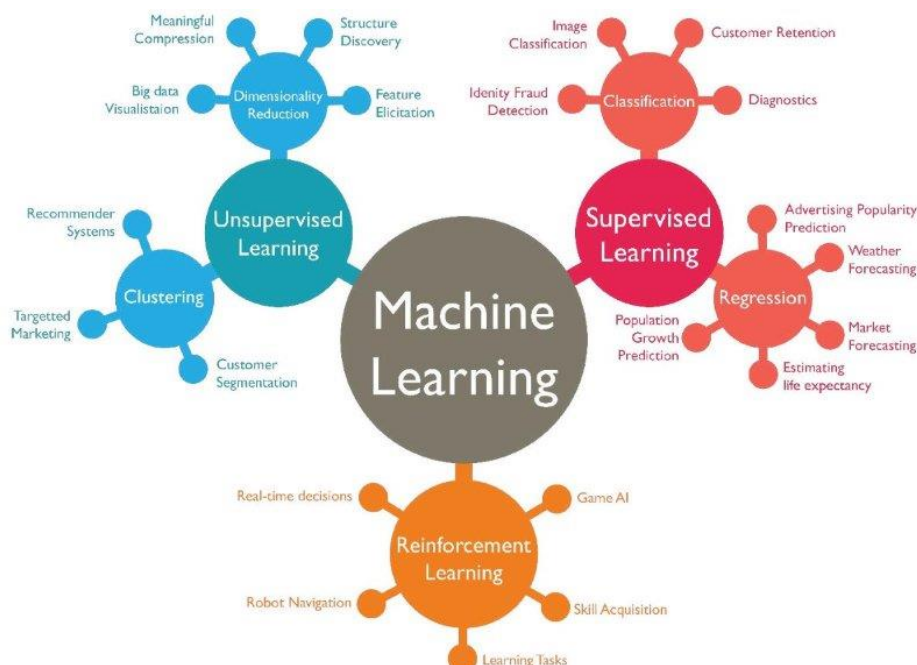 Meaningful
Compression
Structure
Discovery
Big data
Visualistaion
Dimensionality
Reduction
Feature
Elicitation
Image
Classification
Customer Retention
Idenity Fraud
Detection
Classification
Diagnostics
Unsupervised
Learning
Supervised
Learning
Recommender
Systems
Clustering
Targetted
Marketing
Customer
Segmentation
Machine
Learning
Advertising Popularity
Prediction
Weather
Forecasting
Regression
Population
Growth
Prediction
Market
Forecasting
Estimating
life expectancy
Real-time decisions
Game AI
Reinforcement
Learning
Robot Navigation
Skill Acquisition
Learning Tasks